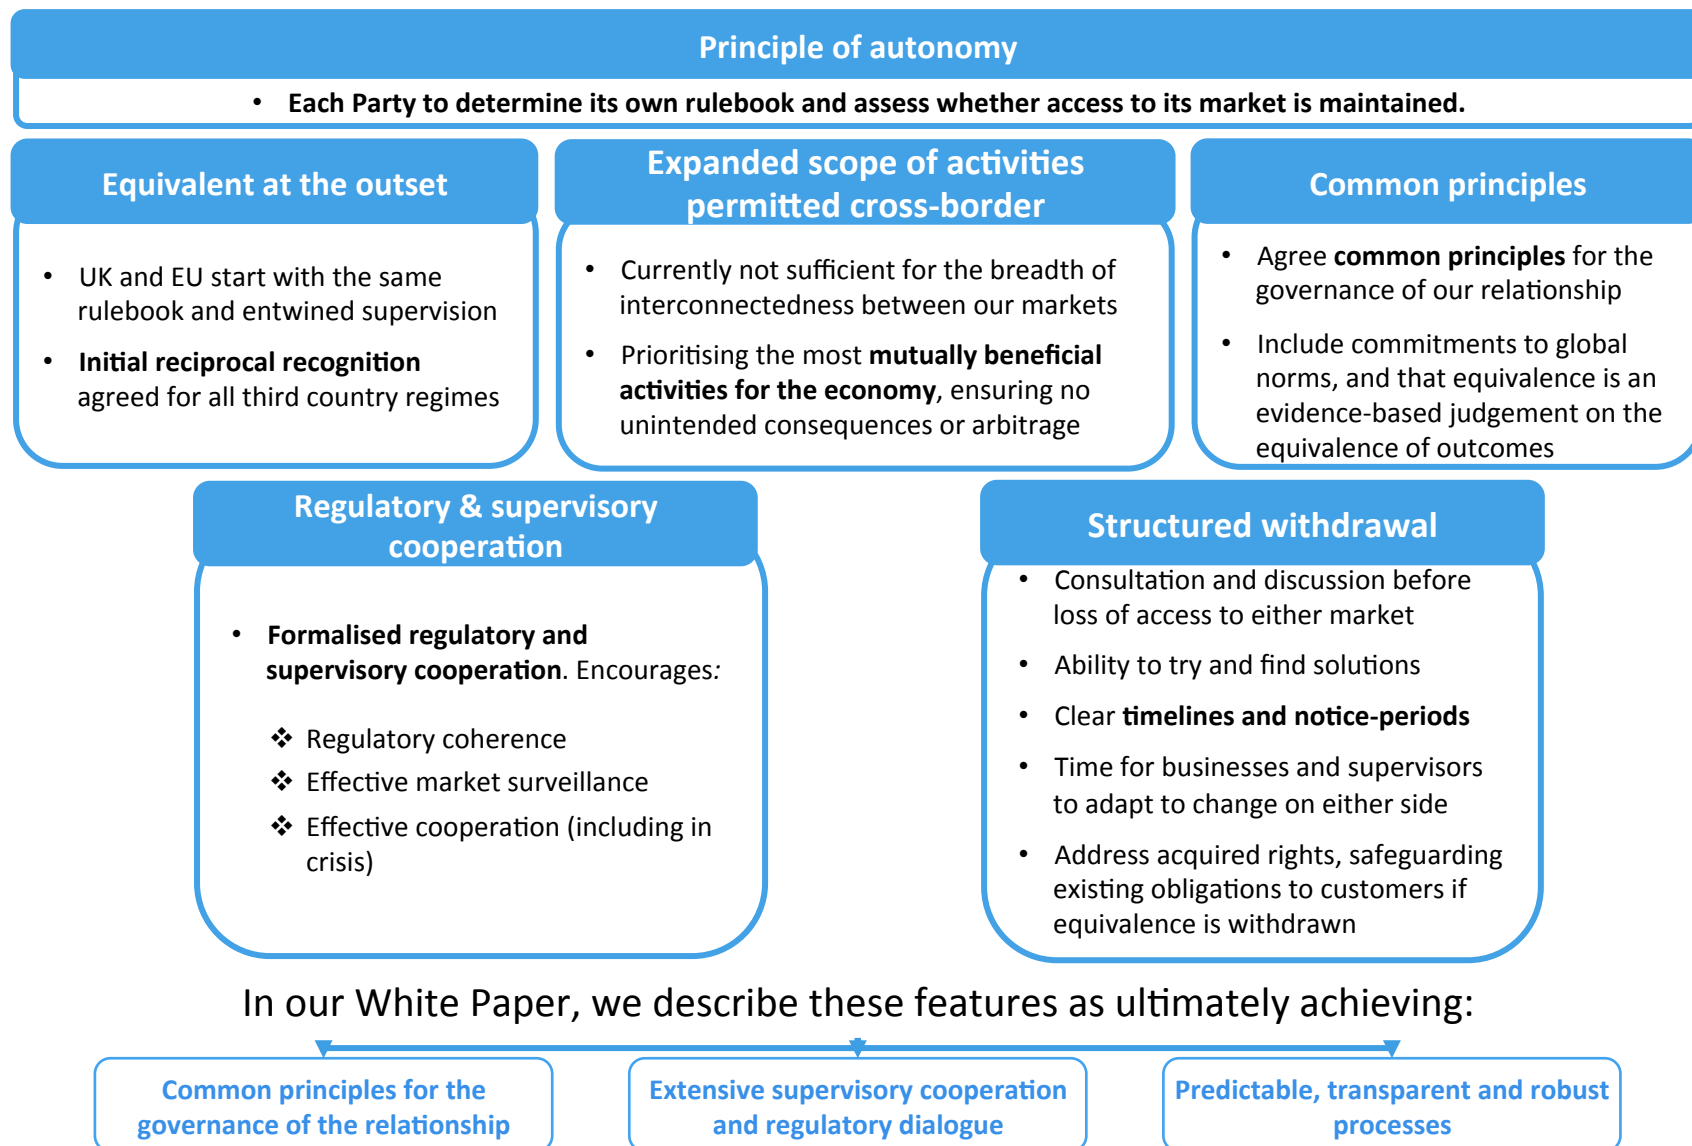 Principle of autonomy
• Each Party to determine its own rulebook and assess whether access to its market is maintained.
Equivalent at the outset
• UK and EU start with the same
rulebook and entwined supervision
• Initial reciprocal recognition
agreed for all third country regimes
Expanded scope of activities
permitted cross-border
• Currently not sufficient for the breadth of
interconnectedness between our markets
• Prioritising the most mutually beneficial
activities for the economy, ensuring no
unintended consequences or arbitrage
Common principles
• Agree common principles for the
governance of our relationship
• Include commitments to global
norms, and that equivalence is an
evidence-based judgement on the
equivalence of outcomes
Regulatory & supervisory
cooperation
• Formalised regulatory and
supervisory cooperation. Encourages:
❖ Regulatory coherence
❖ Effective market surveillance
❖ Effective cooperation (including in
crisis)
Structured withdrawal
• Consultation and discussion before
loss of access to either market
• Ability to try and find solutions
• Clear timelines and notice-periods
• Time for businesses and supervisors
to adapt to change on either side
• Address acquired rights, safeguarding
existing obligations to customers if
equivalence is withdrawn
In our White Paper, we describe these features as ultimately achieving:
Common principles for the
governance of the relationship
Extensive supervisory cooperation
and regulatory dialogue
Predictable, transparent and robust
processes